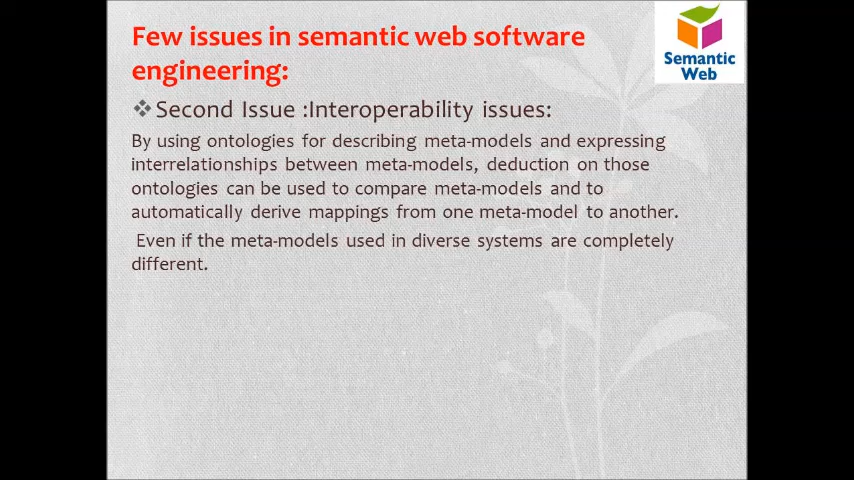 Few issues in semantic web software
engineering:
Semantic
Web
❖ Second Issue :Interoperability issues:
By using ontologies for describing meta-models and expressing
interrelationships between meta-models, deduction on those
ontologies can be used to compare meta-models and to
automatically derive mappings from one meta-model to another.
Even if the meta-models used in diverse systems are completely
different.